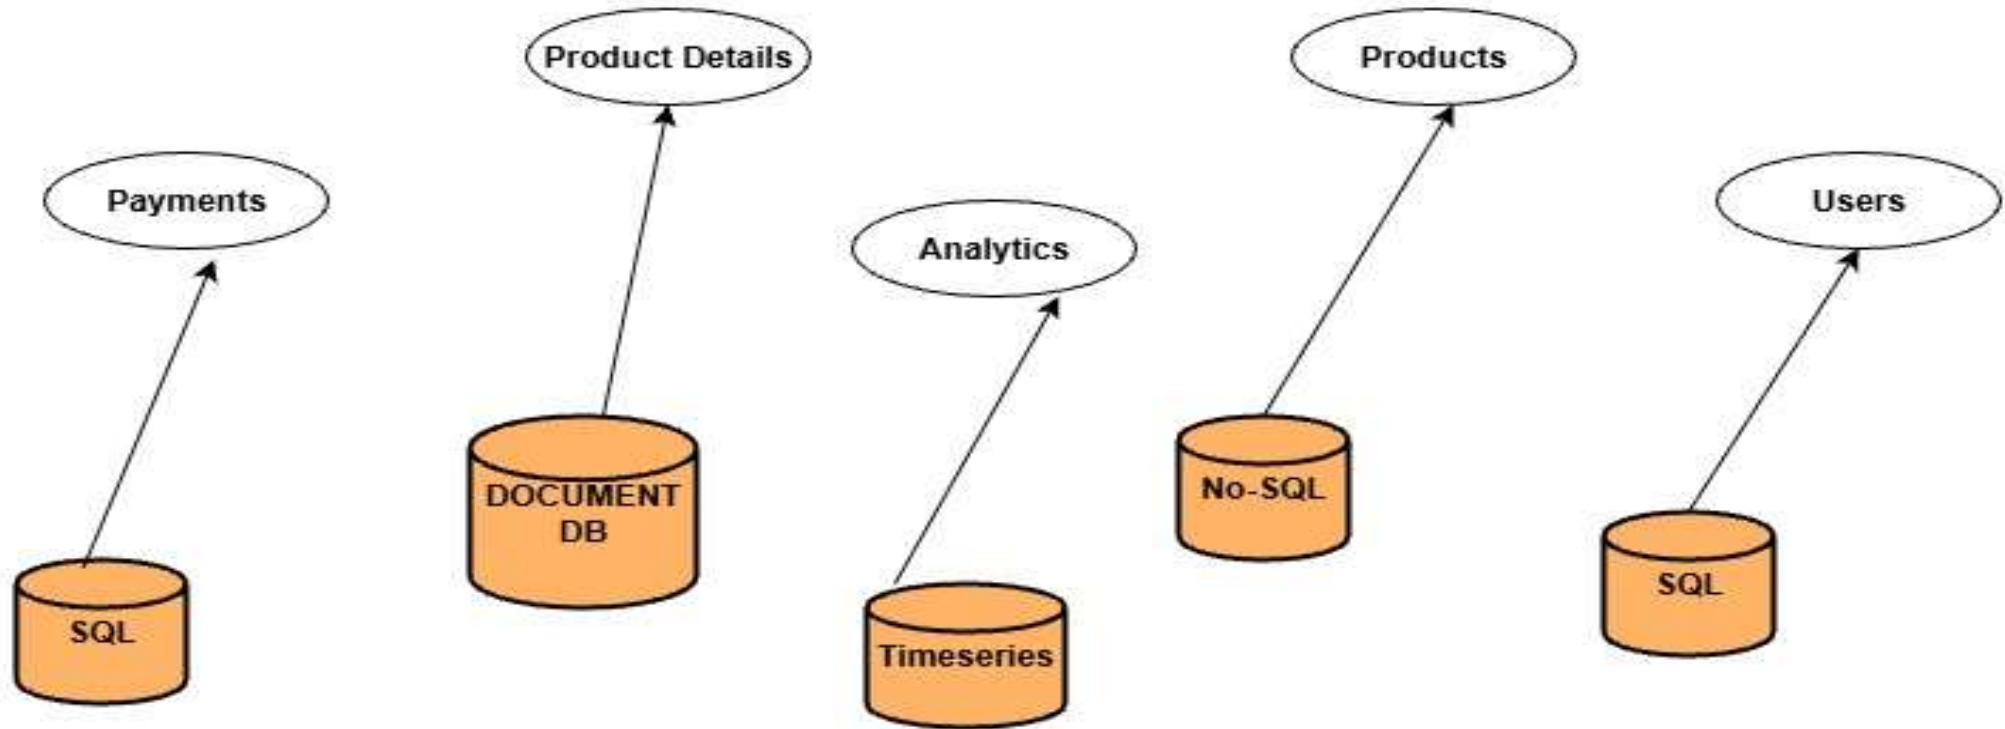 Product Details
Products
Payments
Users
Analytics
DOCUMENT
DB
No-SQL
SQL
SQL
Timeseries